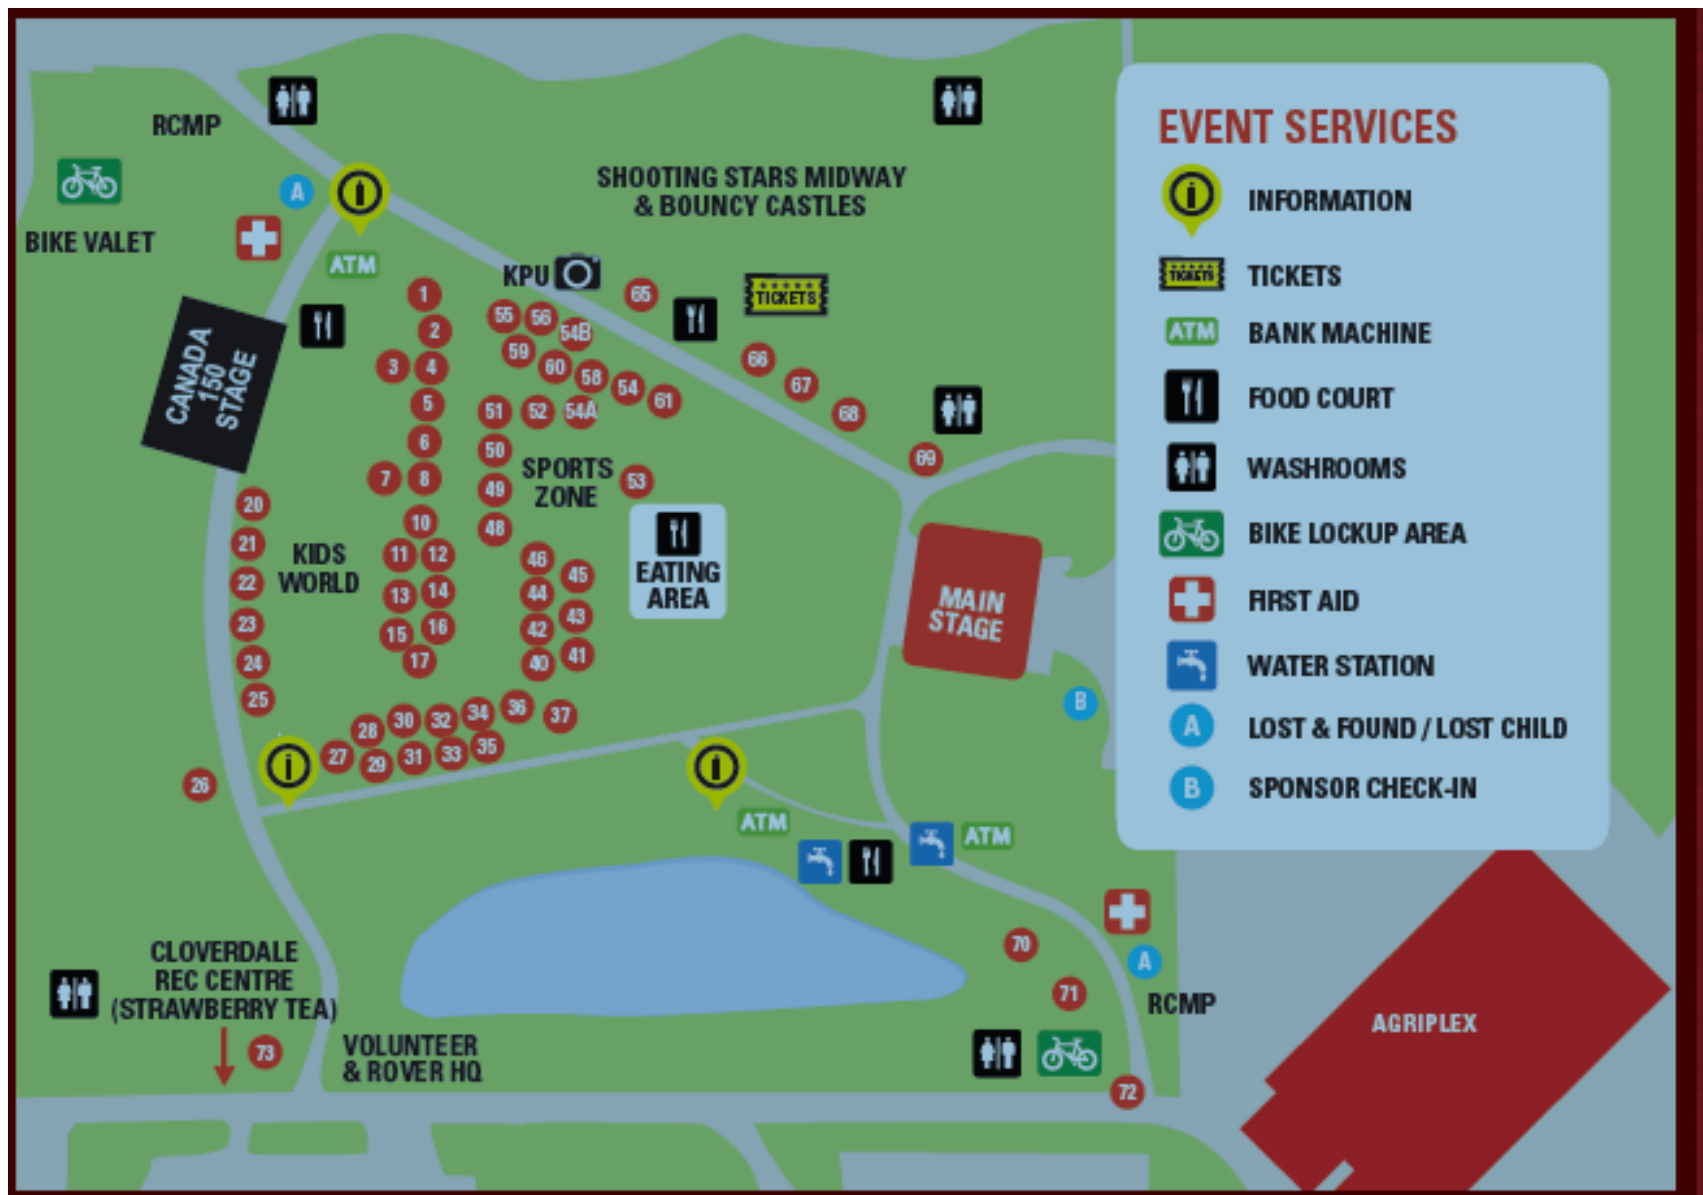 RCMP
BIKE VALET
A
ATM
CANADA
150
STAGE
SHOOTING STARS MIDWAY
& BOUNCY CASTLES
KPU
TICKETS
1
2
3
4
5
6
7
8
10
11
12
13
14
15
16
17
55
56
54B
59
60
58
54
61
51
52
54A
50
49
48
SPORTS
ZONE
53
65
66
67
68
69
20
21
22
23
24
25
26
KIDS
WORLD
46
45
44
43
42
41
40
EATING
AREA
MAIN
STAGE
B
27
28
29
30
31
32
33
34
35
36
37
ATM
ATM
CLOVERDALE
REC CENTRE
(STRAWBERRY TEA)
73
VOLUNTEER
& ROVER HQ
70
71
72
A
RCMP
AGRIPLEX
EVENT SERVICES
INFORMATION
TICKETS TICKETS
ATM BANK MACHINE
FOOD COURT
WASHROOMS
BIKE LOCKUP AREA
FIRST AID
WATER STATION
A LOST & FOUND / LOST CHILD
B SPONSOR CHECK-IN